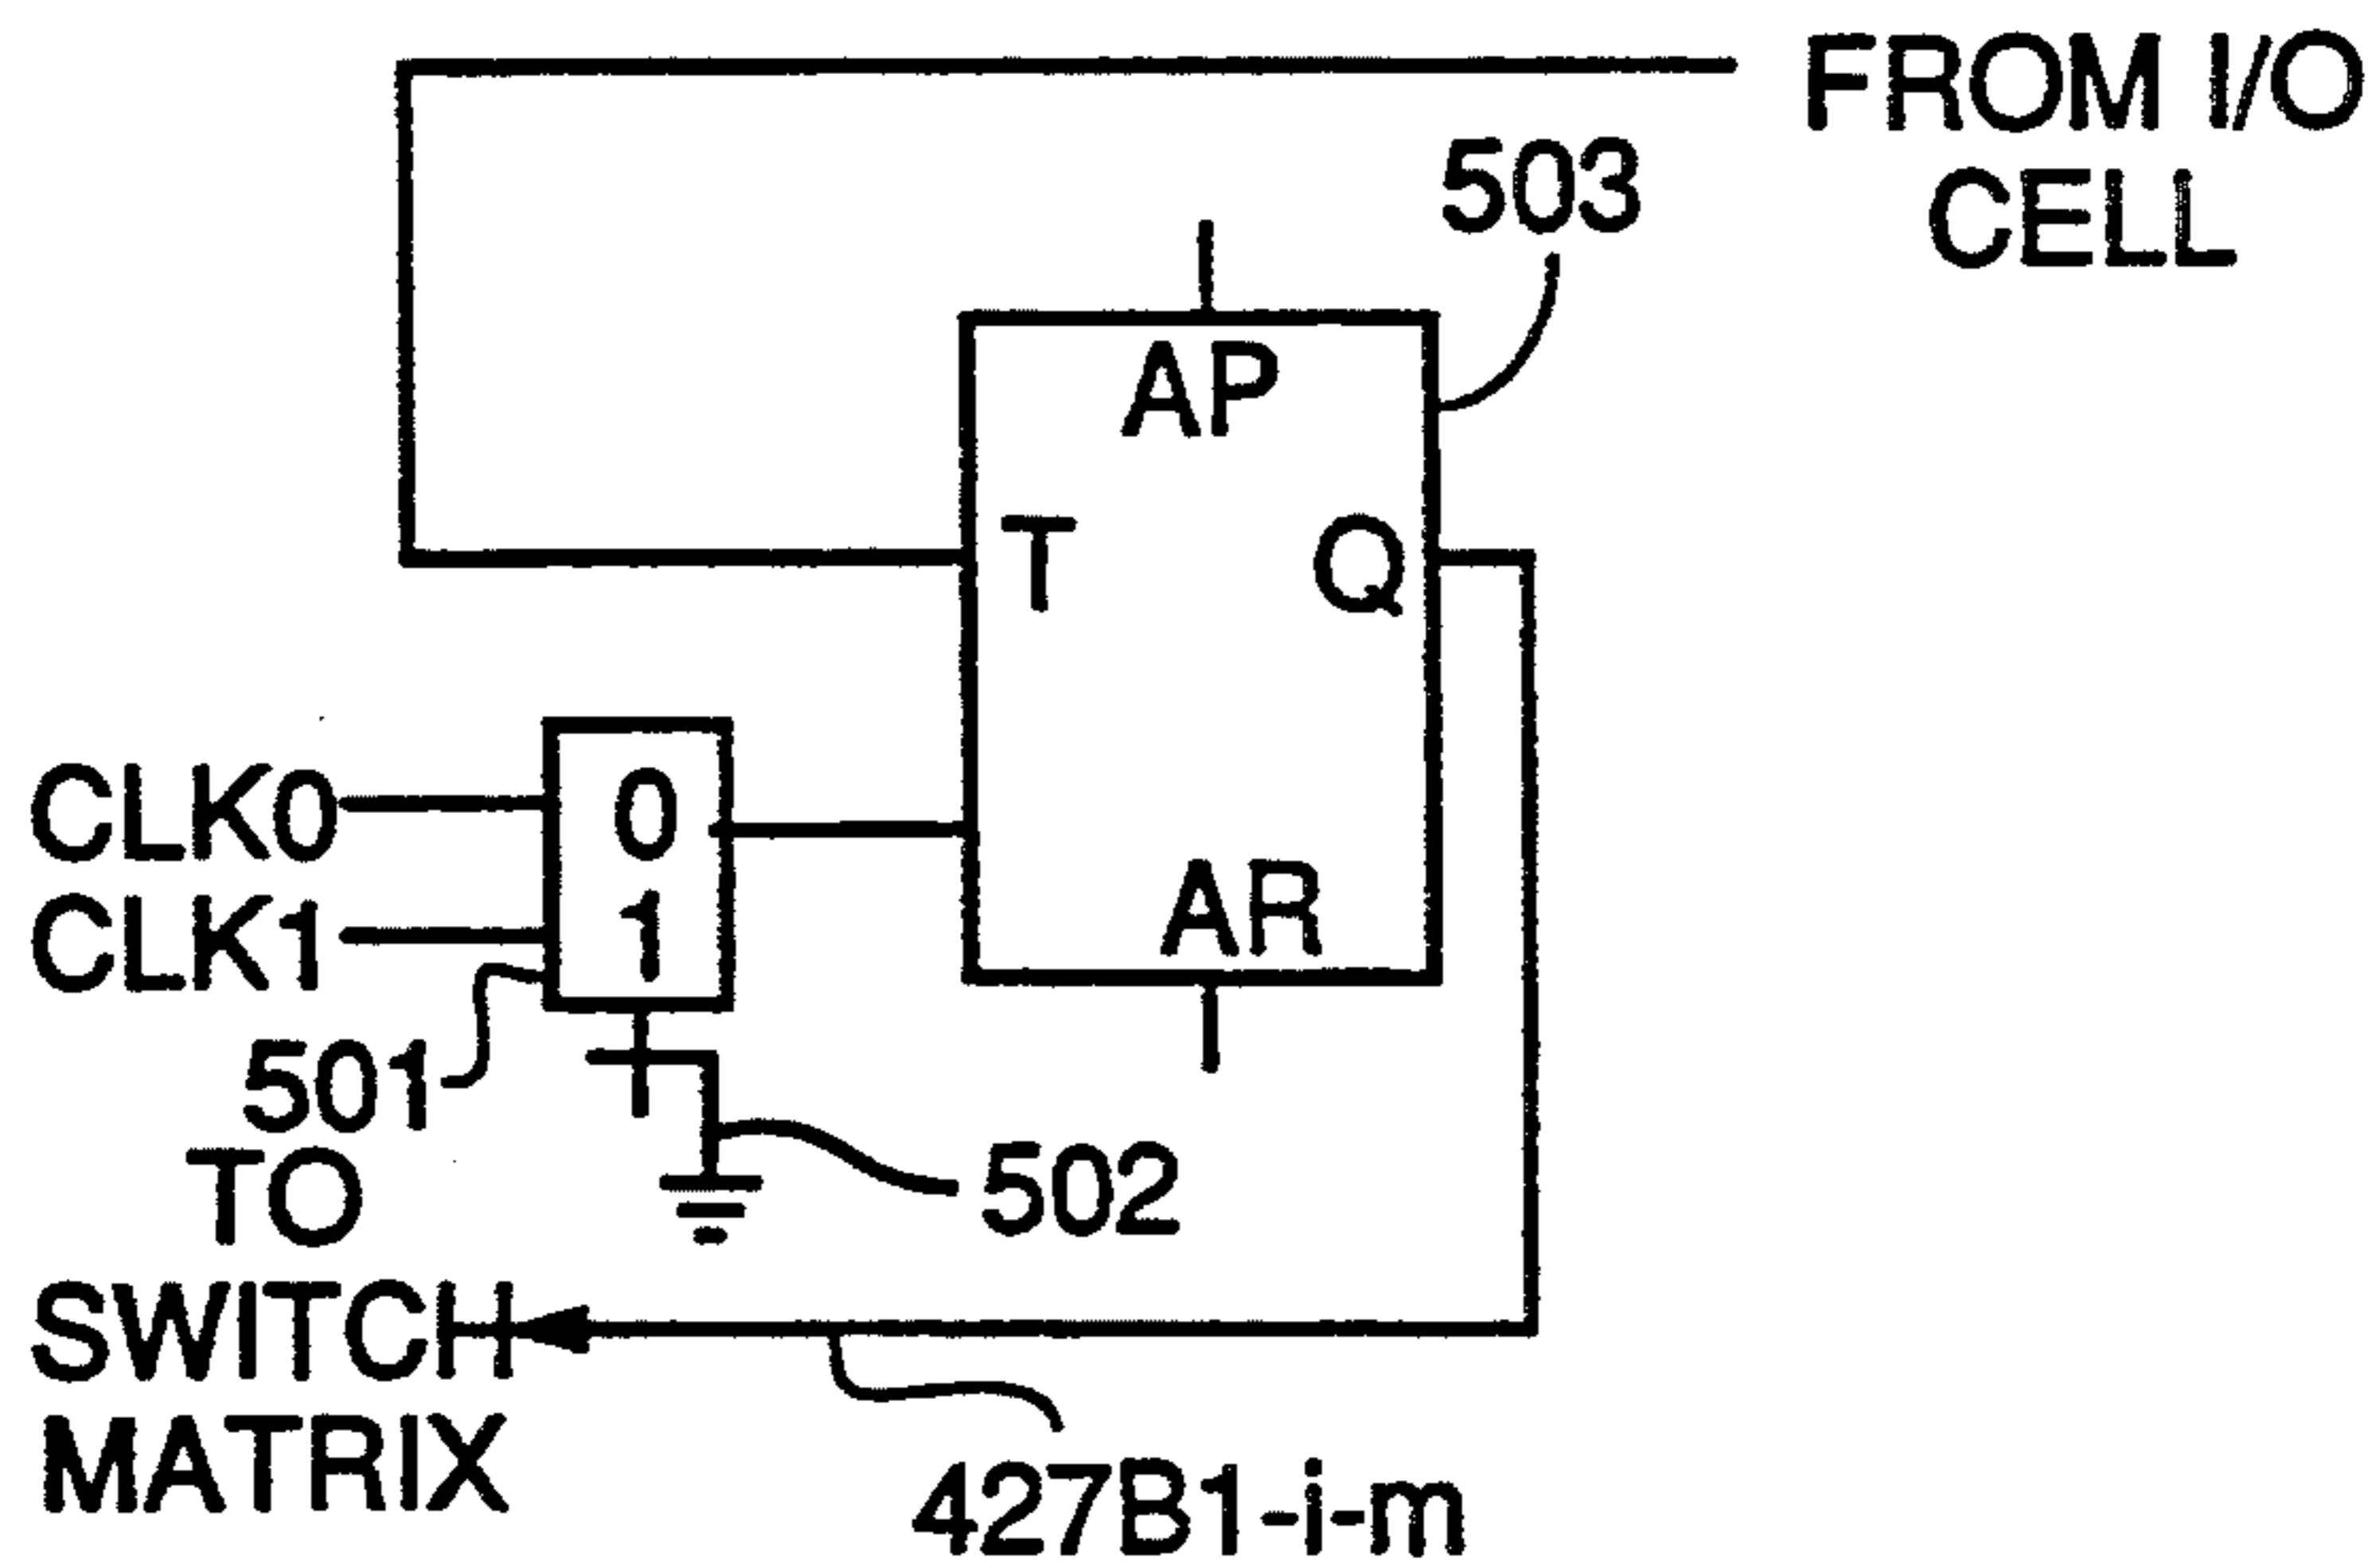 FROM I/O
CELL
503
AP
T
Q
CLK0
0
CLK1
1
AR
501
502
TO
SWITCH
MATRIX
427B1-i-m